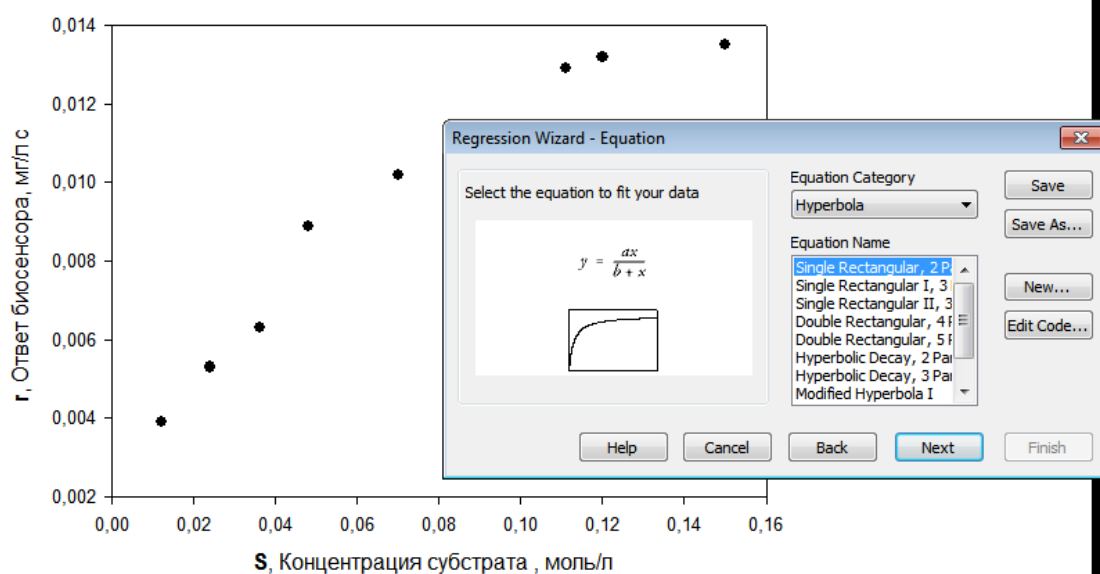 0,014
0,012
0,010
0,008
0,006
0,004
0,002
r, Ответ биосенсора, мг/л с
0,00 0,02 0,04 0,06 0,08 0,10 0,12 0,14 0,16
S, Концентрация субстрата , моль/л
Regression Wizard - Equation
Select the equation to fit your data
y = ax / b + x
Equation Category
Hyperbola
Equation Name
Single Rectangular, 2 P
Single Rectangular I, 3
Single Rectangular II, 3
Double Rectangular, 4 P
Double Rectangular, 5 P
Hyperbolic Decay, 2 Par
Hyperbolic Decay, 3 Par
Modified Hyperbola I
Save
Save As...
New...
Edit Code...
Help Cancel Back Next Finish